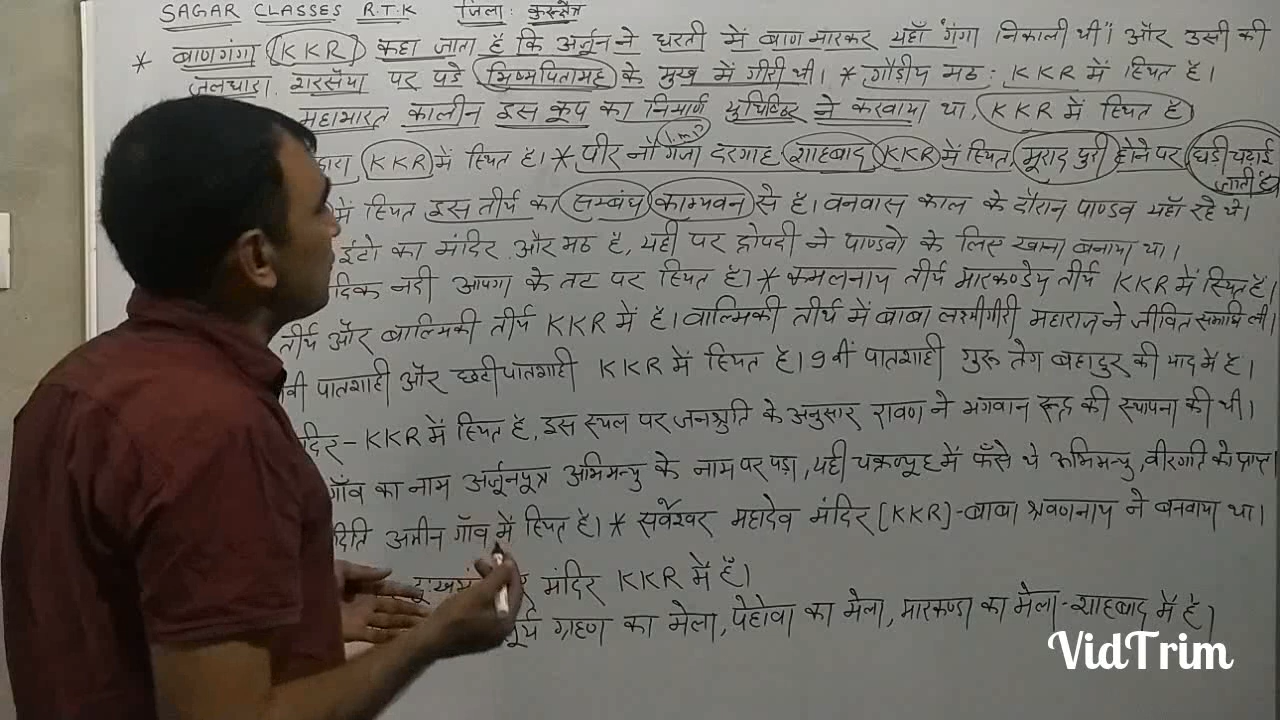 SAGAR CLASSES R.T.K जिला: कुरुक्षेत्र
* बाणगंगा (KKR) कहा जाता है कि अर्जुन ने धरती में बाण मारकर यहाँ गंगा निकाली थी। और उसी की
जलधारा शरसैंया पर पडे भिष्मपितामह के मुख में गीरी थी। * गौडीय मठ: KKR में स्थित है।
महाभारत कालीन इस कूप का निमार्ण युधिष्ठिर ने करवाया था, KKR में स्थित है
KKR में स्थित है। * पीर नौ गजा दरगाह (Imp) शाहबाद KKR में स्थित मूराद पुरी होने पर घडी चढाई जाती है
में स्थित इस तीर्थ का सम्बंध काम्यवन से है। वनवास काल के दौरान पाण्डव यहाँ रहे थे।
ईटो का मंदिर और मठ है, यही पर द्रोपदी ने पाण्डवो के लिए खाना बनाया था।
दिक नदी आपगा के तट पर स्थित है। * कमलनाथ तीर्थ मारकण्डेय तीर्थ KKR में स्थित हैं।
तीर्थ और बाल्मिकी तीर्थ KKR में है। वाल्मिकी तीर्थ में बाबा लक्ष्मीगीरी महाराज ने जीवित समाधि ली।
वी पातशाही और छठी पातशाही KKR में स्थित है। 9 वीं पातशाही गुरू तेग बहादुर की याद में है।
दिर - KKR में स्थित है, इस स्थल पर जनश्रुति के अनुसार रावण ने भगवान रूद्र की स्थापना की थी।
गाँव का नाम अर्जूनपूत्र अभिमन्यु के नाम पर पड़ा, यही चक्रव्यूह में फँसे थे अभिमन्यु, वीरगति को प्राप्त
दिति अमीन गाँव में स्थित है। * सर्वेश्वर महादेव मंदिर [KKR] - बाबा श्रवणनाथ ने बनवाया था।
मंदिर KKR में हैं।
सूर्य ग्रहण का मेला, पेहोवा का मेला, मारकण्डा का मेला - शाहबाद में है।
VidTrim